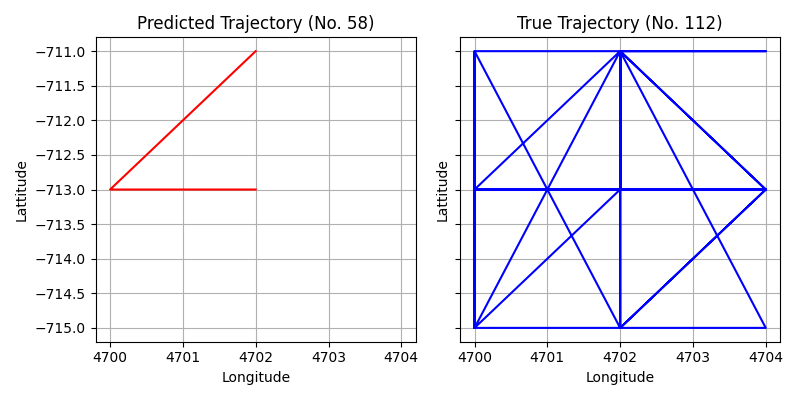 Predicted Trajectory (No. 58)
−711.0
−711.5
−712.0
−712.5
−713.0
−713.5
−714.0
−714.5
−715.0
Lattitude
4700 4701 4702 4703 4704
Longitude
True Trajectory (No. 112)
Lattitude
4700 4701 4702 4703 4704
Longitude